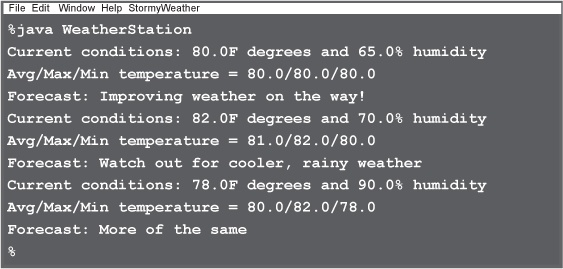 File Edit Window Help StormyWeather
%java WeatherStation
Current conditions: 80.0F degrees and 65.0% humidity
Avg/Max/Min temperature = 80.0/80.0/80.0
Forecast: Improving weather on the way!
Current conditions: 82.0F degrees and 70.0% humidity
Avg/Max/Min temperature = 81.0/82.0/80.0
Forecast: Watch out for cooler, rainy weather
Current conditions: 78.0F degrees and 90.0% humidity
Avg/Max/Min temperature = 80.0/82.0/78.0
Forecast: More of the same
%